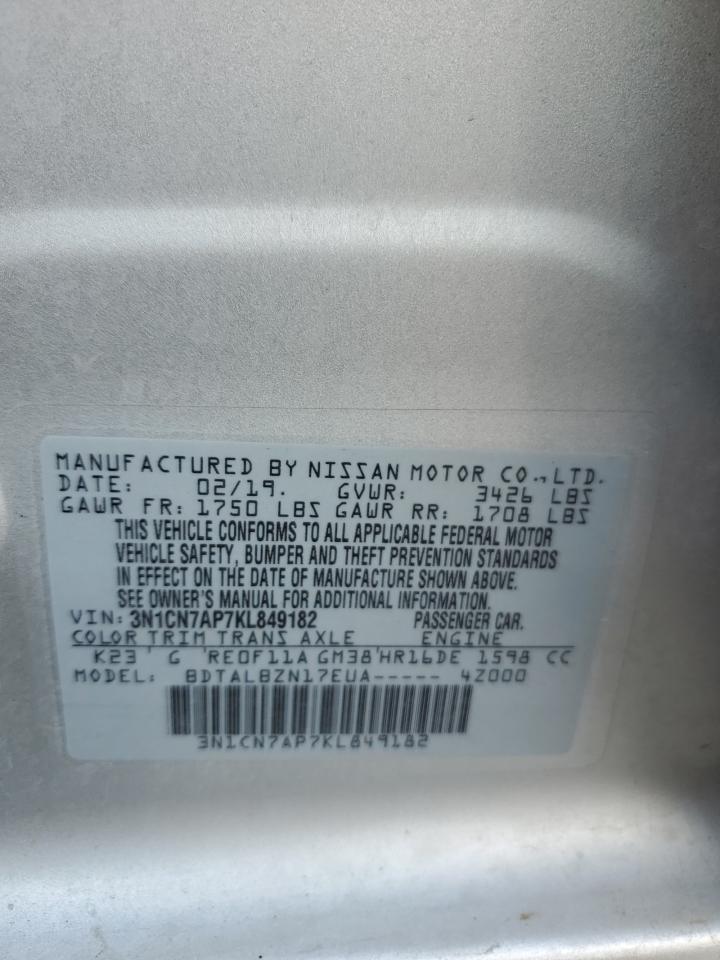 MANUFACTURED BY NISSAN MOTOR CO., LTD.
DATE: 02/19. GVWR: 3426 LBS
GAWR FR: 1750 LBS GAWR RR: 1708 LBS
THIS VEHICLE CONFORMS TO ALL APPLICABLE FEDERAL MOTOR
VEHICLE SAFETY, BUMPER AND THEFT PREVENTION STANDARDS
IN EFFECT ON THE DATE OF MANUFACTURE SHOWN ABOVE.
SEE OWNER'S MANUAL FOR ADDITIONAL INFORMATION.
VIN: 3N1CN7AP7KL849182 PASSENGER CAR.
COLOR TRIM TRANS AXLE ENGINE
K23 ' G 'RE0F11A GM38'HR16DE 1598 CC
MODEL: BDTALBZN17EUA----- 4Z000
3N1CN7AP7KL849182